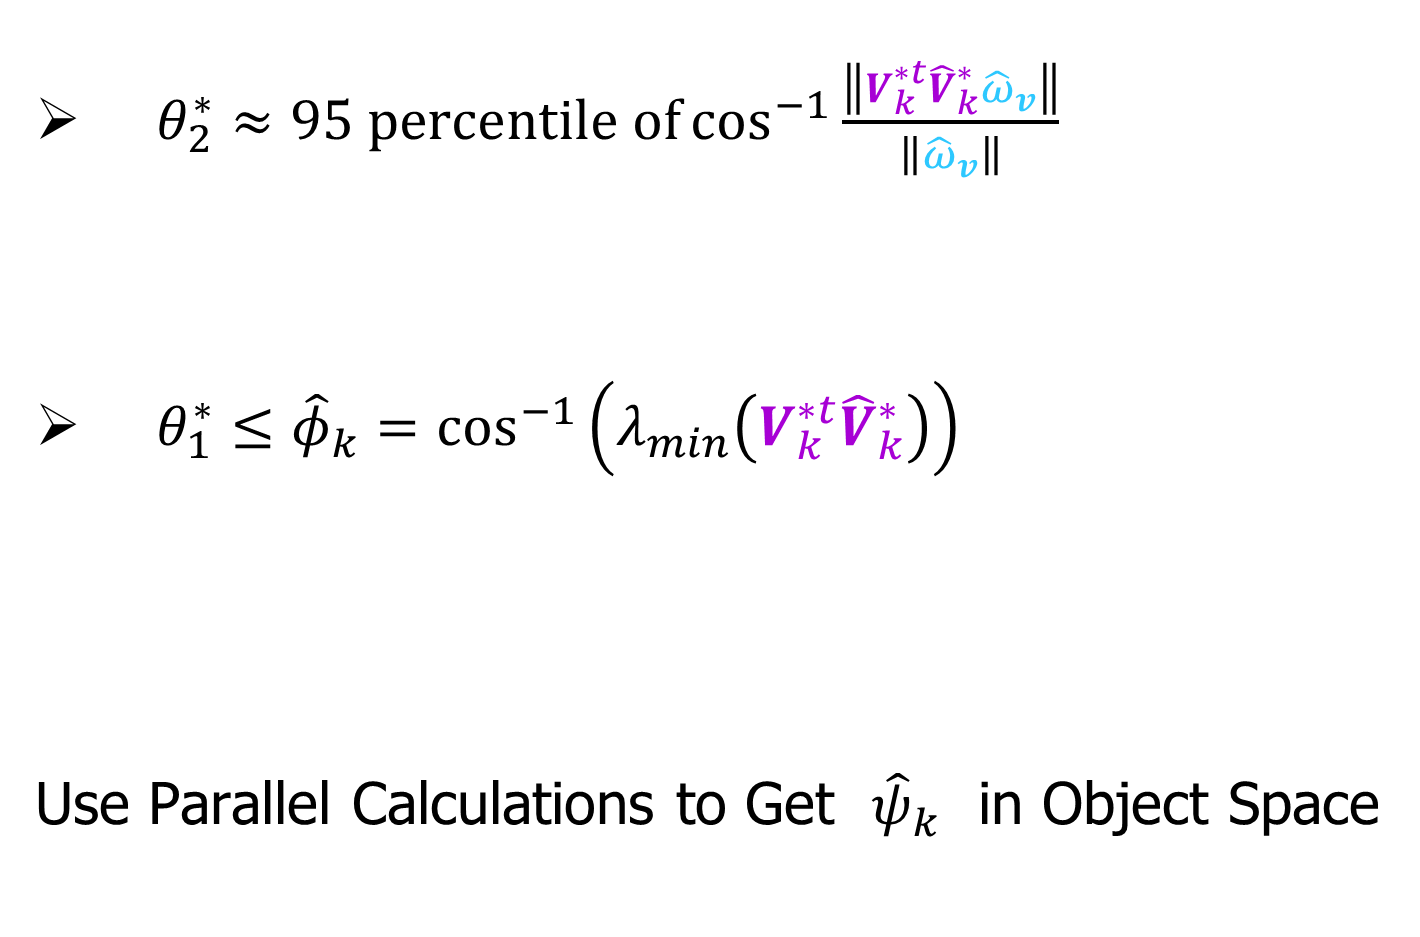 ➢ θ₂* ≈ 95 percentile of cos⁻¹ ‖V_k*ᵗ V̂_k* ω̂_v‖ / ‖ω̂_v‖
➢ θ₁* ≤ ϕ̂_k = cos⁻¹(λ_min(V_k*ᵗ V̂_k*))
Use Parallel Calculations to Get ψ̂_k in Object Space